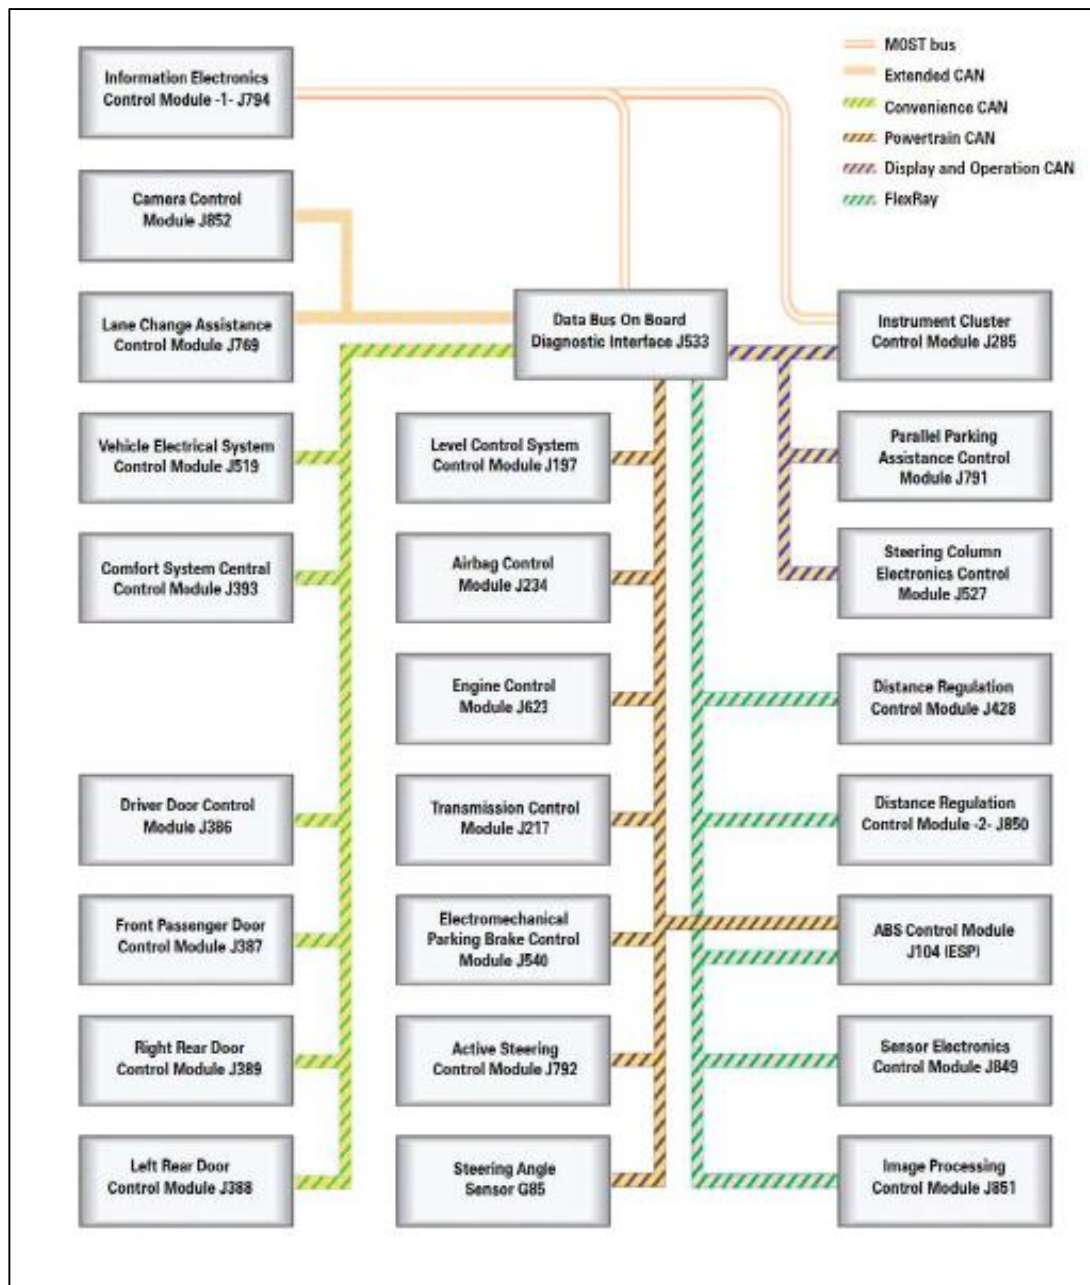 MOST bus
Extended CAN
Convenience CAN
Powertrain CAN
Display and Operation CAN
FlexRay
Information Electronics
Control Module -1- J794
Camera Control
Module J852
Lane Change Assistance
Control Module J769
Data Bus On Board
Diagnostic Interface J533
Instrument Cluster
Control Module J285
Vehicle Electrical System
Control Module J519
Level Control System
Control Module J197
Parallel Parking
Assistance Control
Module J791
Comfort System Central
Control Module J393
Airbag Control
Module J234
Steering Column
Electronics Control
Module J527
Engine Control
Module J623
Distance Regulation
Control Module J428
Driver Door Control
Module J386
Transmission Control
Module J217
Distance Regulation
Control Module -2- J850
Front Passenger Door
Control Module J387
Electromechanical
Parking Brake Control
Module J540
ABS Control Module
J104 (ESP)
Right Rear Door
Control Module J389
Active Steering
Control Module J792
Sensor Electronics
Control Module J849
Left Rear Door
Control Module J388
Steering Angle
Sensor G85
Image Processing
Control Module J851